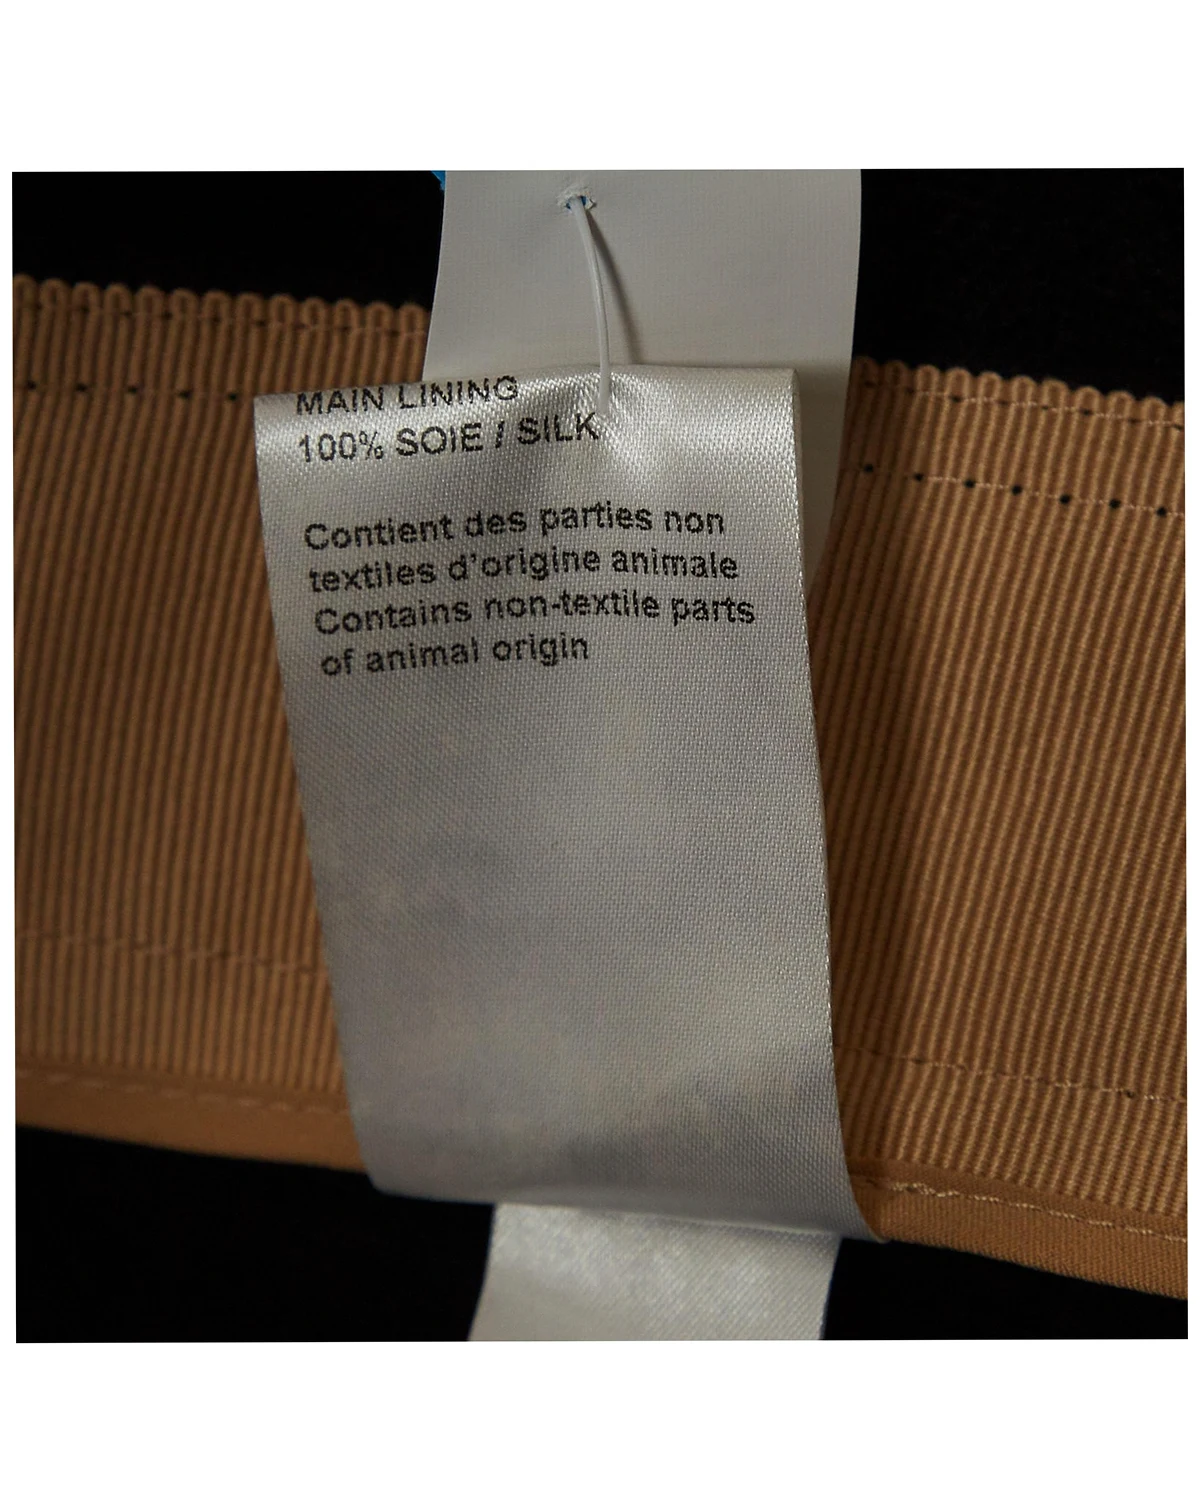 MAIN LINING
100% SOIE / SILK
Contient des parties non
textiles d'origine animale
Contains non-textile parts
of animal origin